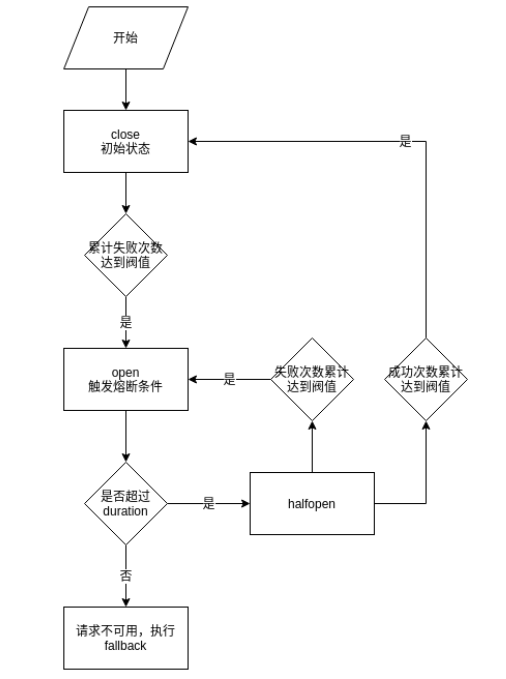 开始
close
初始状态
是
累计失败次数
达到阀值
是
open
触发熔断条件
是
失败次数累计
达到阀值
成功次数累计
达到阀值
是否超过
duration
是
halfopen
否
请求不可用，执行
fallback